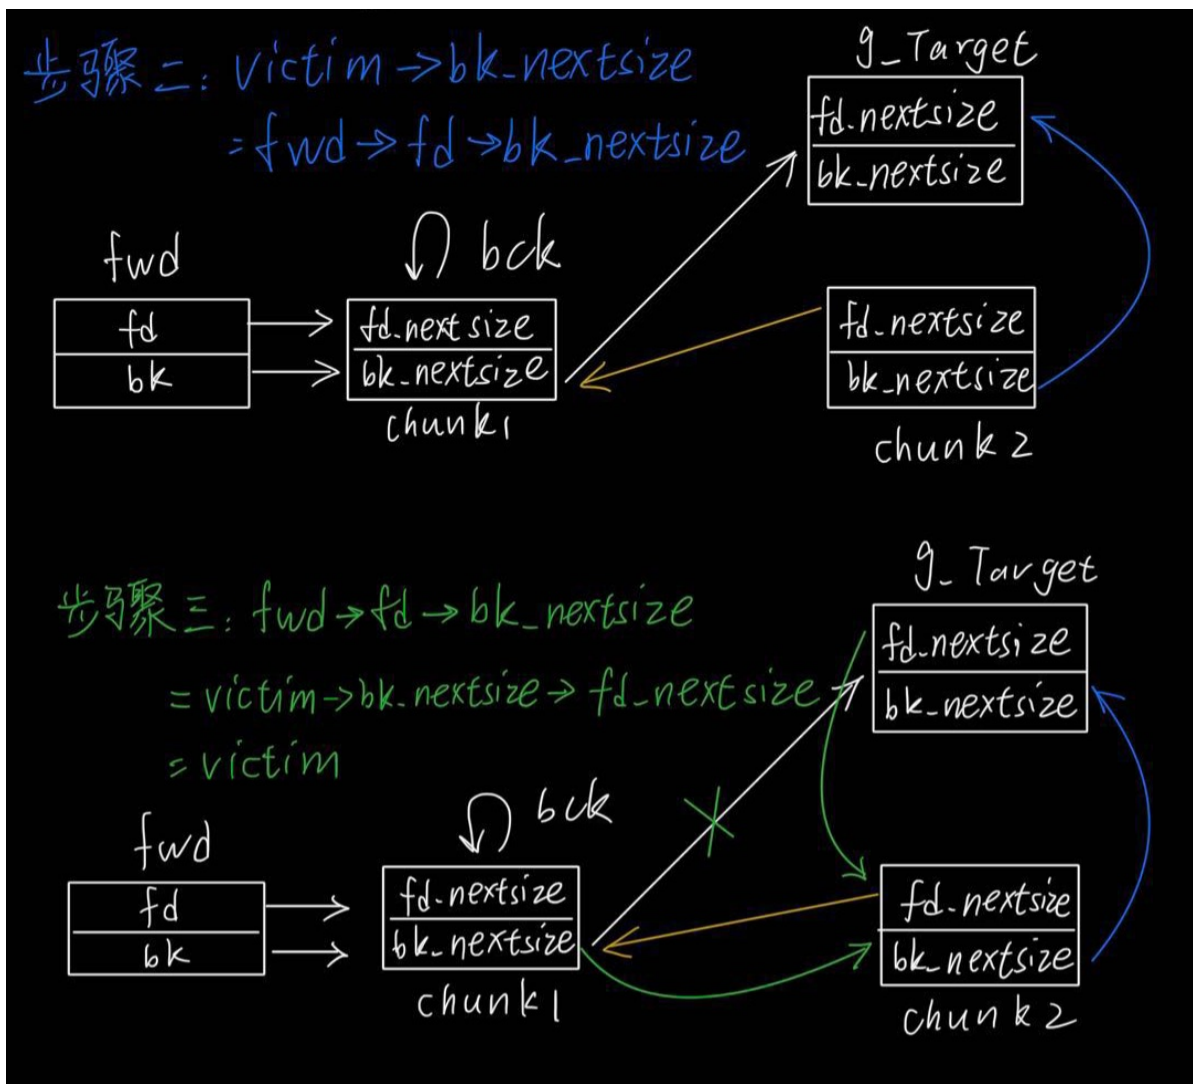 步骤二: victim→bk_nextsize
=fwd→fd→bk_nextsize
g_Target
fd_nextsize
bk_nextsize
fwd
fd
bk
bck
fd_nextsize
bk_nextsize
chunk1
fd_nextsize
bk_nextsize
chunk2
步骤三: fwd→fd→bk_nextsize
=victim→bk_nextsize→fd_nextsize
=victim
g_Target
fd_nextsize
bk_nextsize
fwd
fd
bk
bck
fd_nextsize
bk_nextsize
chunk1
fd_nextsize
bk_nextsize
chunk2